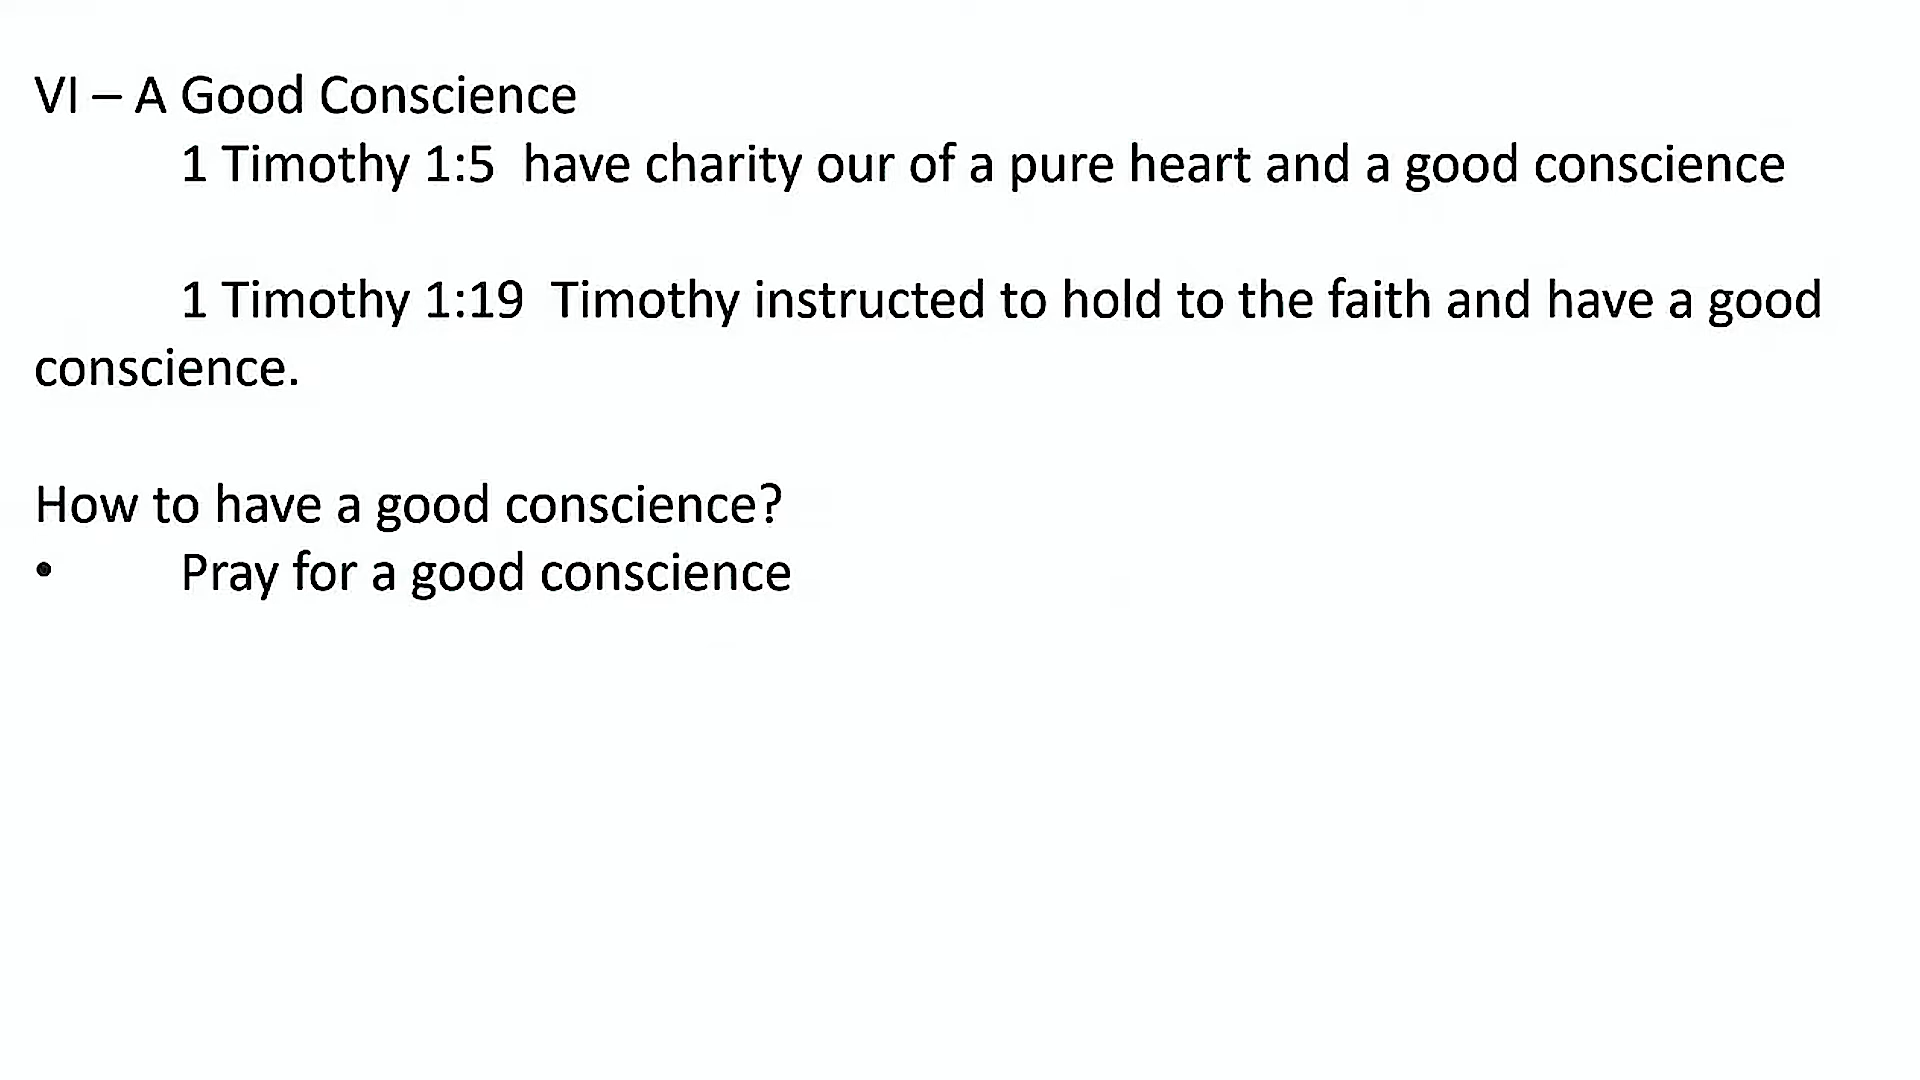 VI – A Good Conscience
1 Timothy 1:5  have charity our of a pure heart and a good conscience
1 Timothy 1:19  Timothy instructed to hold to the faith and have a good
conscience.
How to have a good conscience?
• Pray for a good conscience